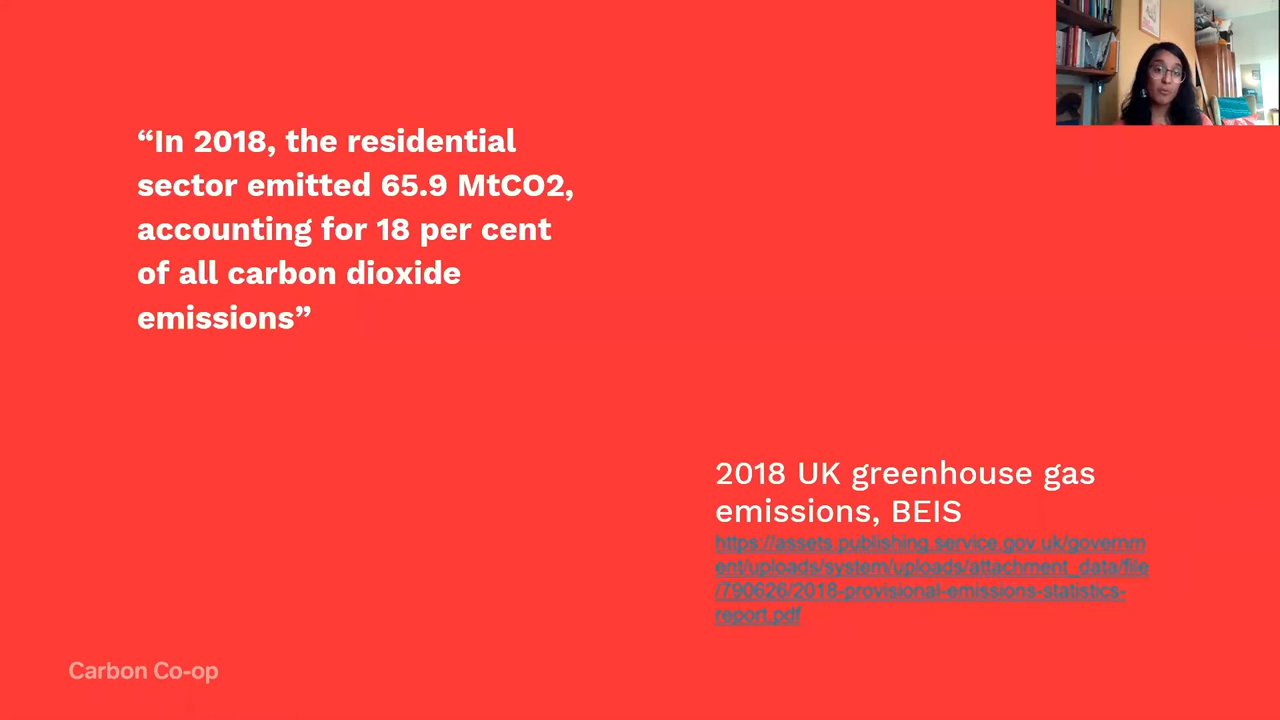 “In 2018, the residential
sector emitted 65.9 MtCO2,
accounting for 18 per cent
of all carbon dioxide
emissions”
2018 UK greenhouse gas
emissions, BEIS
https://assets.publishing.service.gov.uk/governm
ent/uploads/system/uploads/attachment_data/file
/790626/2018-provisional-emissions-statistics-
report.pdf
Carbon Co-op